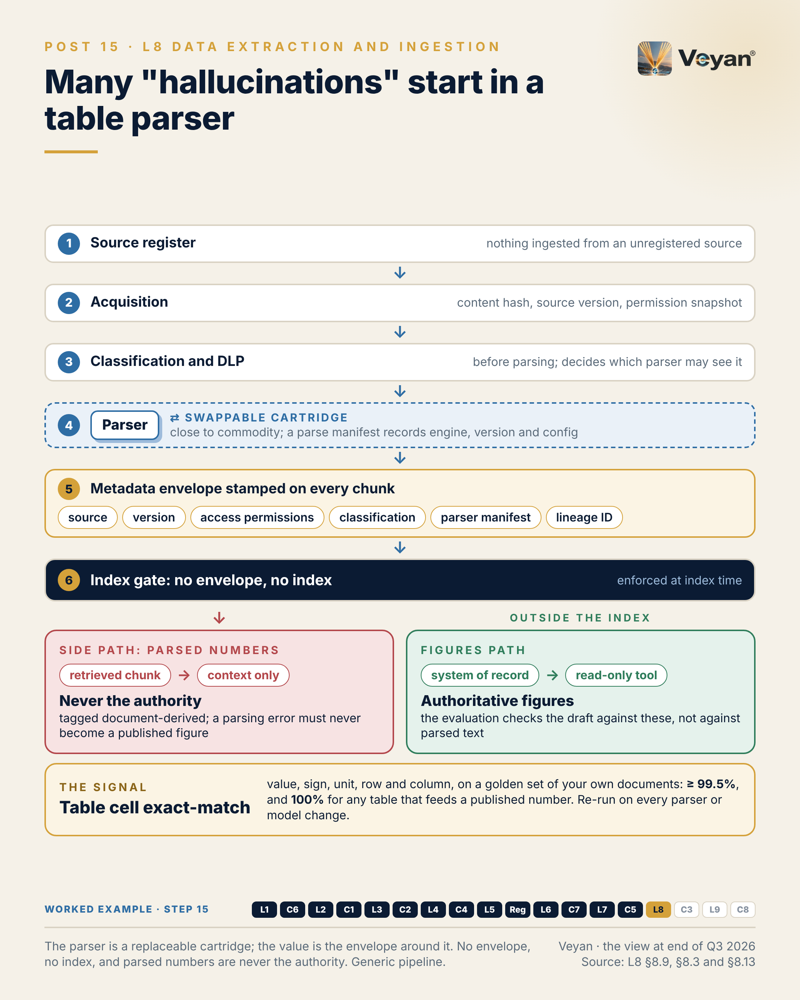 POST 15 · L8 DATA EXTRACTION AND INGESTION
Veyan®
Many "hallucinations" start in a
table parser
1 Source register nothing ingested from an unregistered source
↓
2 Acquisition content hash, source version, permission snapshot
↓
3 Classification and DLP before parsing; decides which parser may see it
↓
4 Parser ⇄ SWAPPABLE CARTRIDGE
close to commodity; a parse manifest records engine, version and config
↓
5 Metadata envelope stamped on every chunk
source version access permissions classification parser manifest lineage ID
↓
6 Index gate: no envelope, no index enforced at index time
↓
SIDE PATH: PARSED NUMBERS
retrieved chunk → context only
Never the authority
tagged document-derived; a parsing error must never
become a published figure
OUTSIDE THE INDEX
FIGURES PATH
system of record → read-only tool
Authoritative figures
the evaluation checks the draft against these, not against
parsed text
THE SIGNAL
Table cell exact-match
value, sign, unit, row and column, on a golden set of your own documents: ≥ 99.5%,
and 100% for any table that feeds a published number. Re-run on every parser or
model change.
WORKED EXAMPLE · STEP 15
L1 C6 L2 C1 L3 C2 L4 C4 L5 Reg L6 C7 L7 C5 L8 C3 L9 C8
The parser is a replaceable cartridge; the value is the envelope around it. No envelope,
no index, and parsed numbers are never the authority. Generic pipeline.
Veyan · the view at end of Q3 2026
Source: L8 §8.9, §8.3 and §8.13